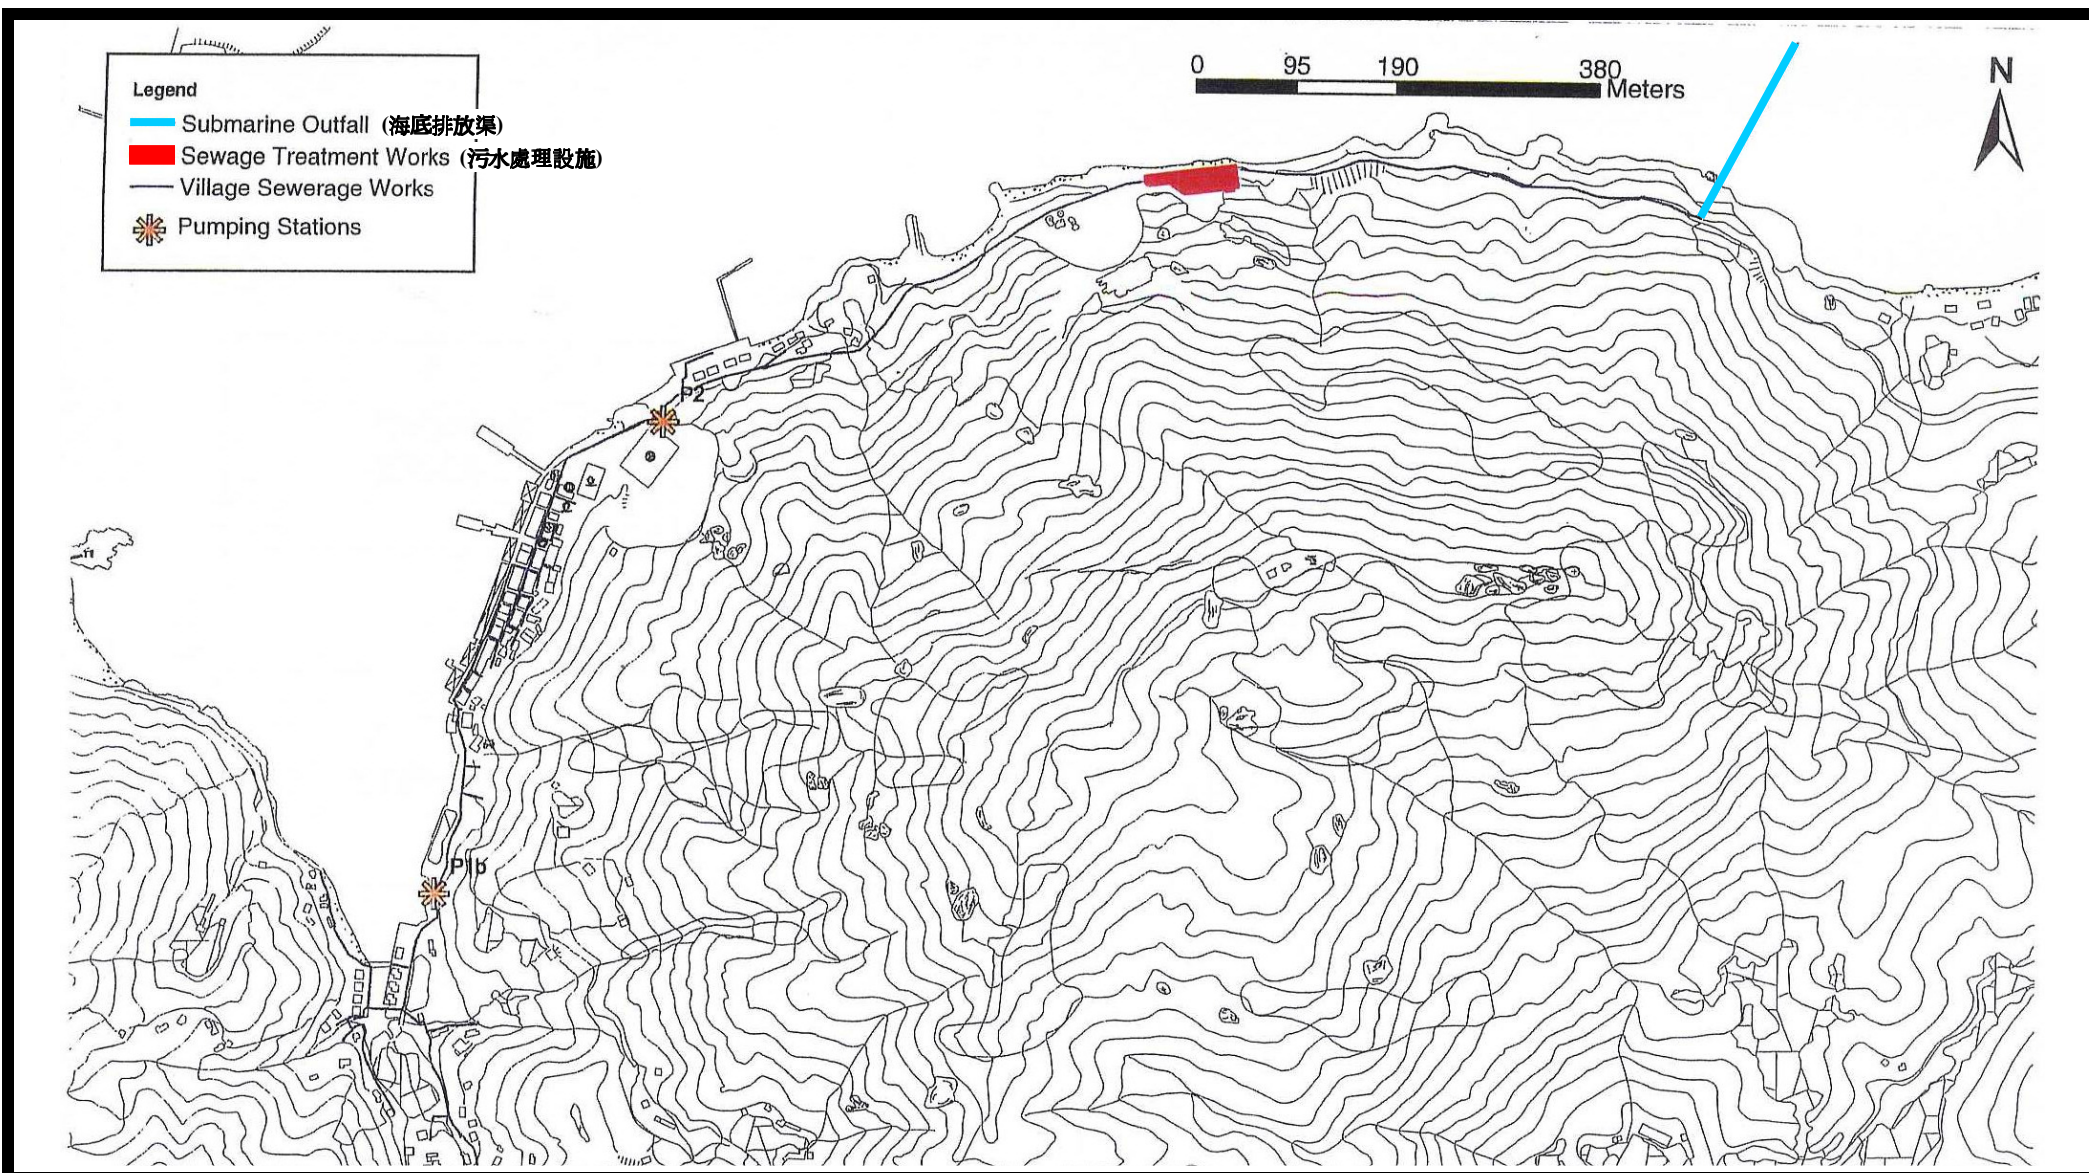 Legend
Submarine Outfall (海底排放渠)
Sewage Treatment Works (污水處理設施)
Village Sewerage Works
Pumping Stations
0 95 190 380
Meters
N
P2
P1b